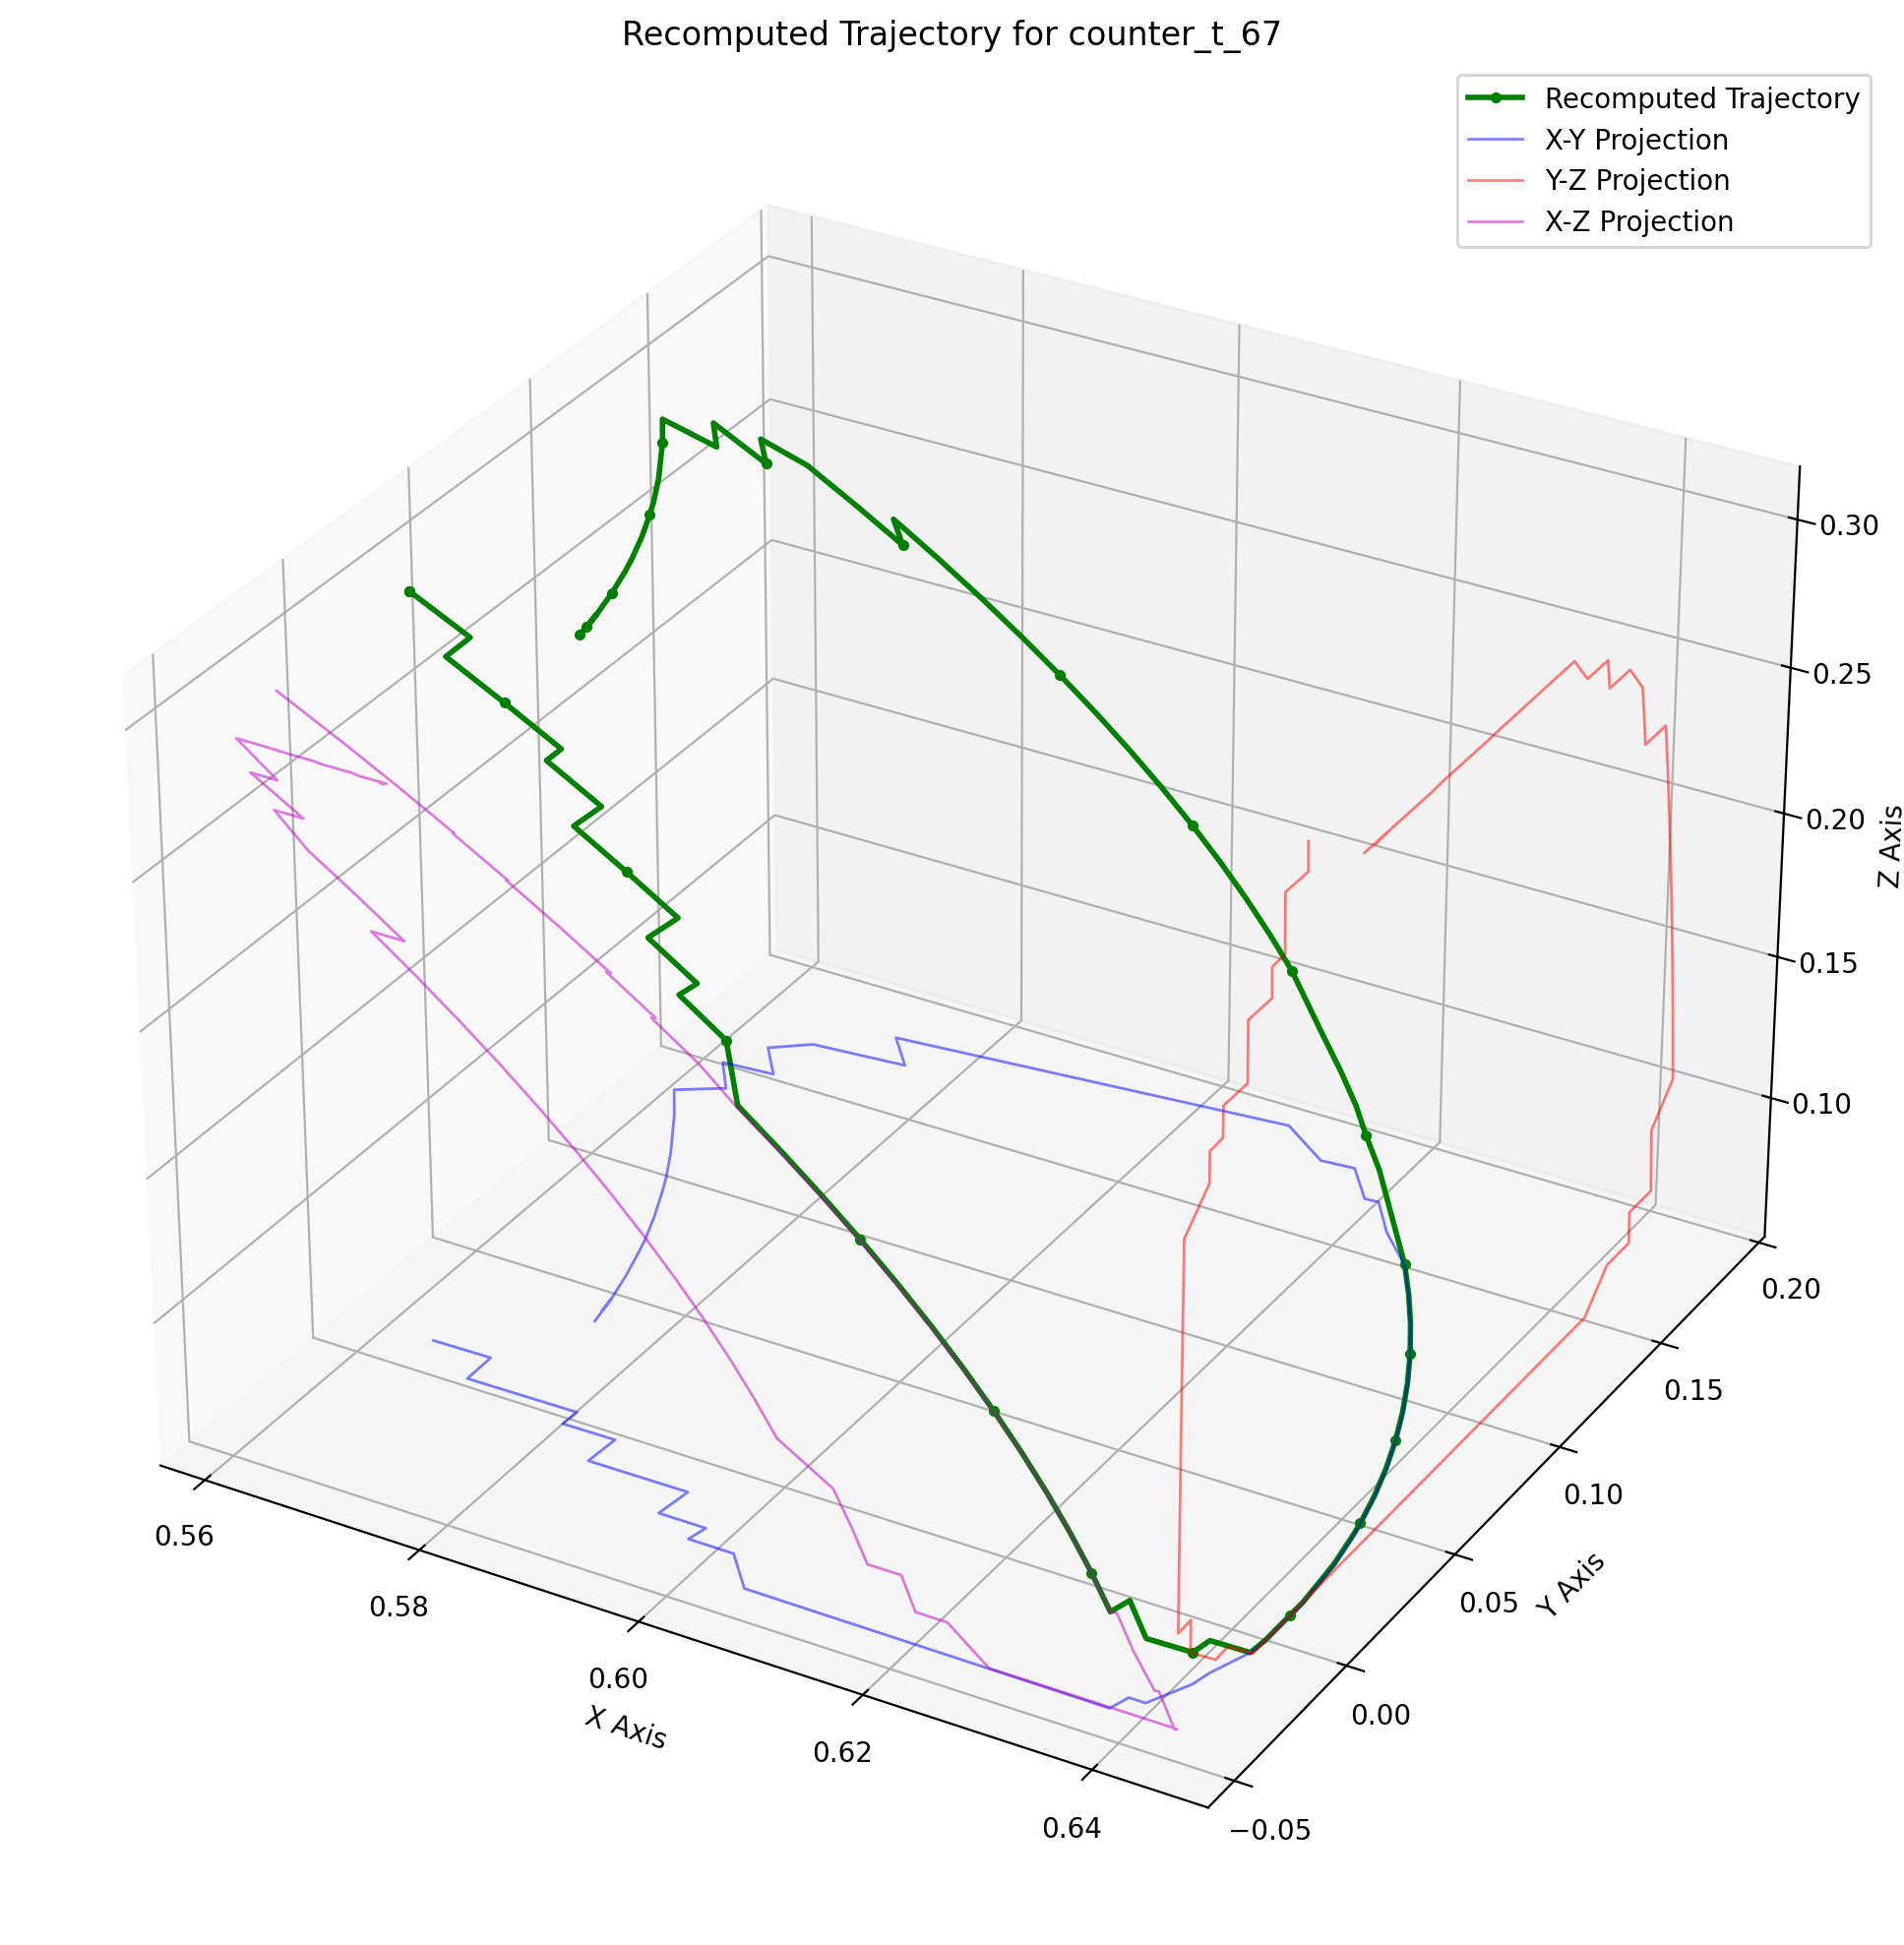 Recomputed Trajectory for counter_t_67
Recomputed Trajectory
X-Y Projection
Y-Z Projection
X-Z Projection
0.30
0.25
0.20
0.15
0.10
Z Axis
0.20
0.15
0.10
0.05
0.00
−0.05
Y Axis
0.56
0.58
0.60
0.62
0.64
X Axis